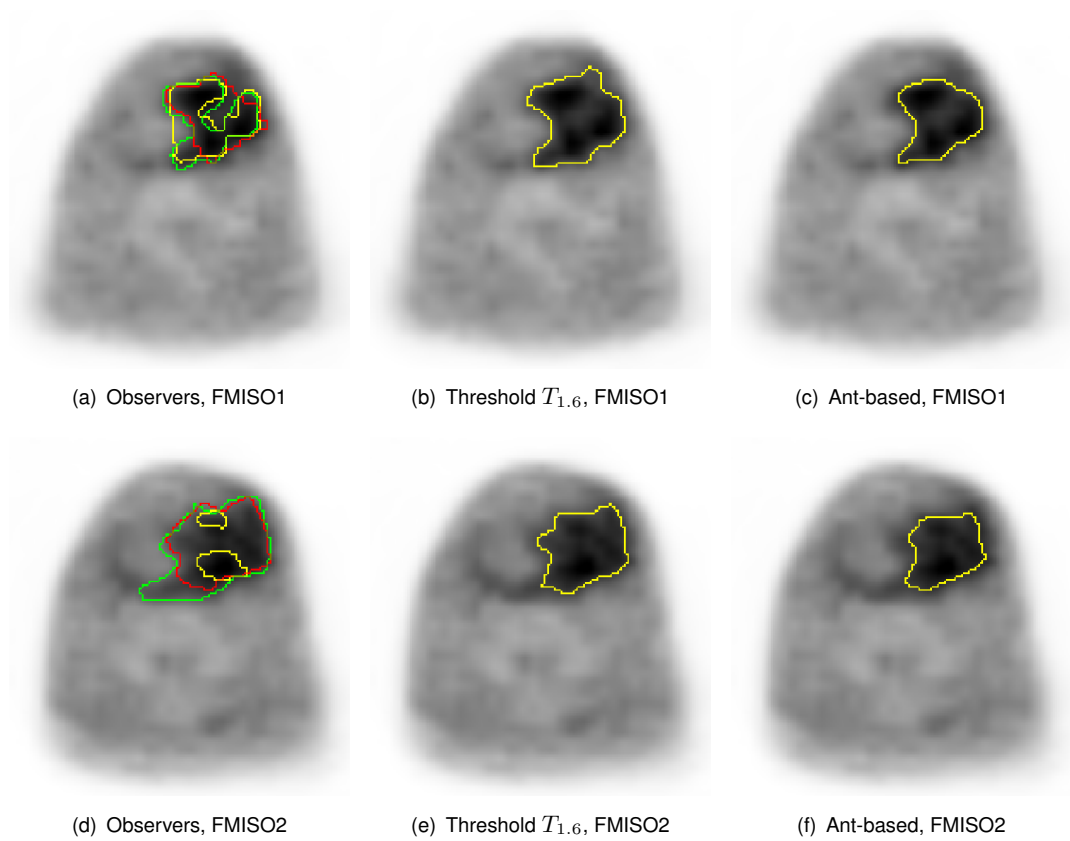 (a) Observers, FMISO1
(b) Threshold T1.6, FMISO1
(c) Ant-based, FMISO1
(d) Observers, FMISO2
(e) Threshold T1.6, FMISO2
(f) Ant-based, FMISO2